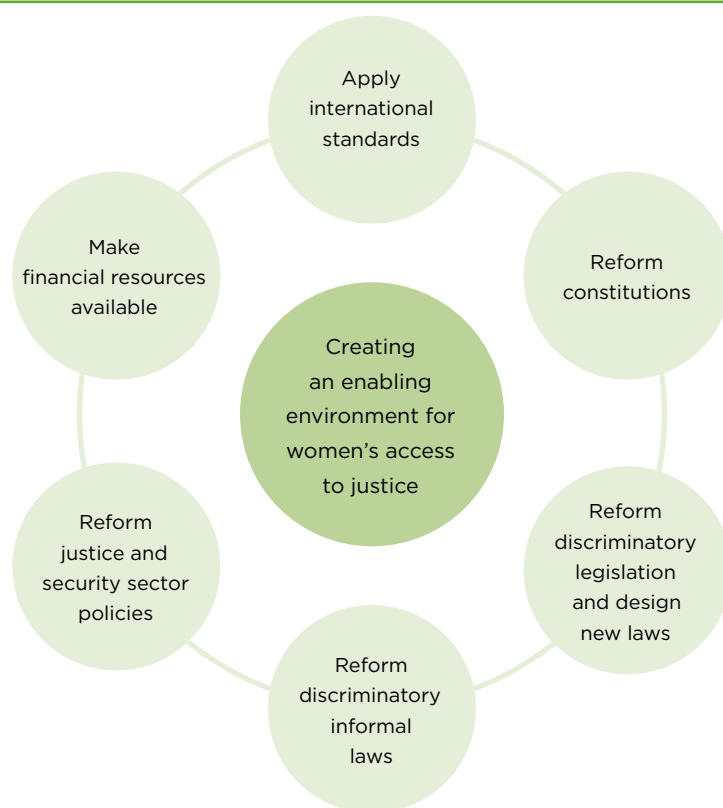 Apply
international
standards
Reform
constitutions
Reform
discriminatory
legislation
and design
new laws
Reform
discriminatory
informal
laws
Reform
justice and
security sector
policies
Make
financial resources
available
Creating
an enabling
environment for
women’s access
to justice